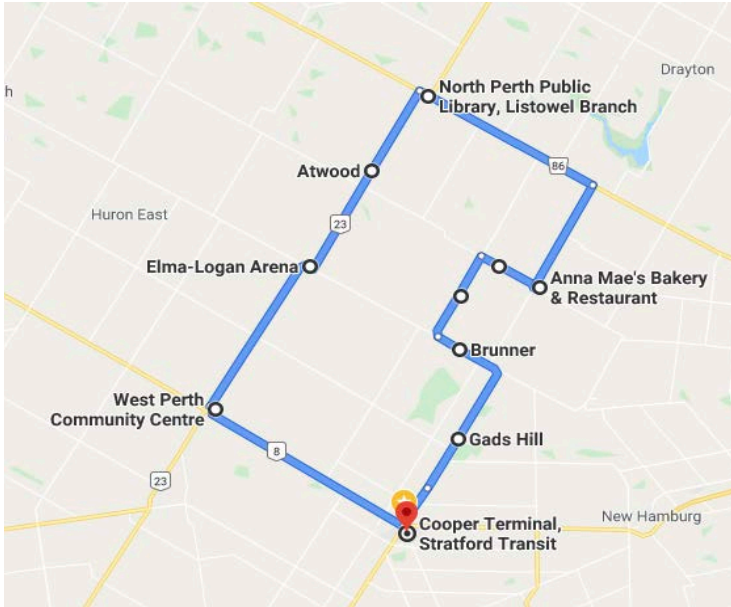 North Perth Public
Library, Listowel Branch
Drayton
h
Atwood
86
Huron East
23
Elma-Logan Arena
Anna Mae's Bakery
& Restaurant
Brunner
West Perth
Community Centre
Gads Hill
8
23
New Hamburg
Cooper Terminal,
Stratford Transit